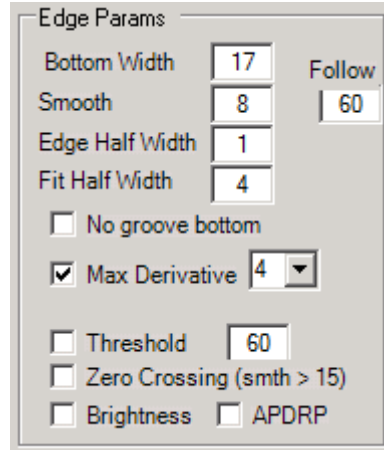 Edge Params
Bottom Width 17
Follow
Smooth 8 60
Edge Half Width 1
Fit Half Width 4
No groove bottom
Max Derivative 4
Threshold 60
Zero Crossing (smth > 15)
Brightness APDRP